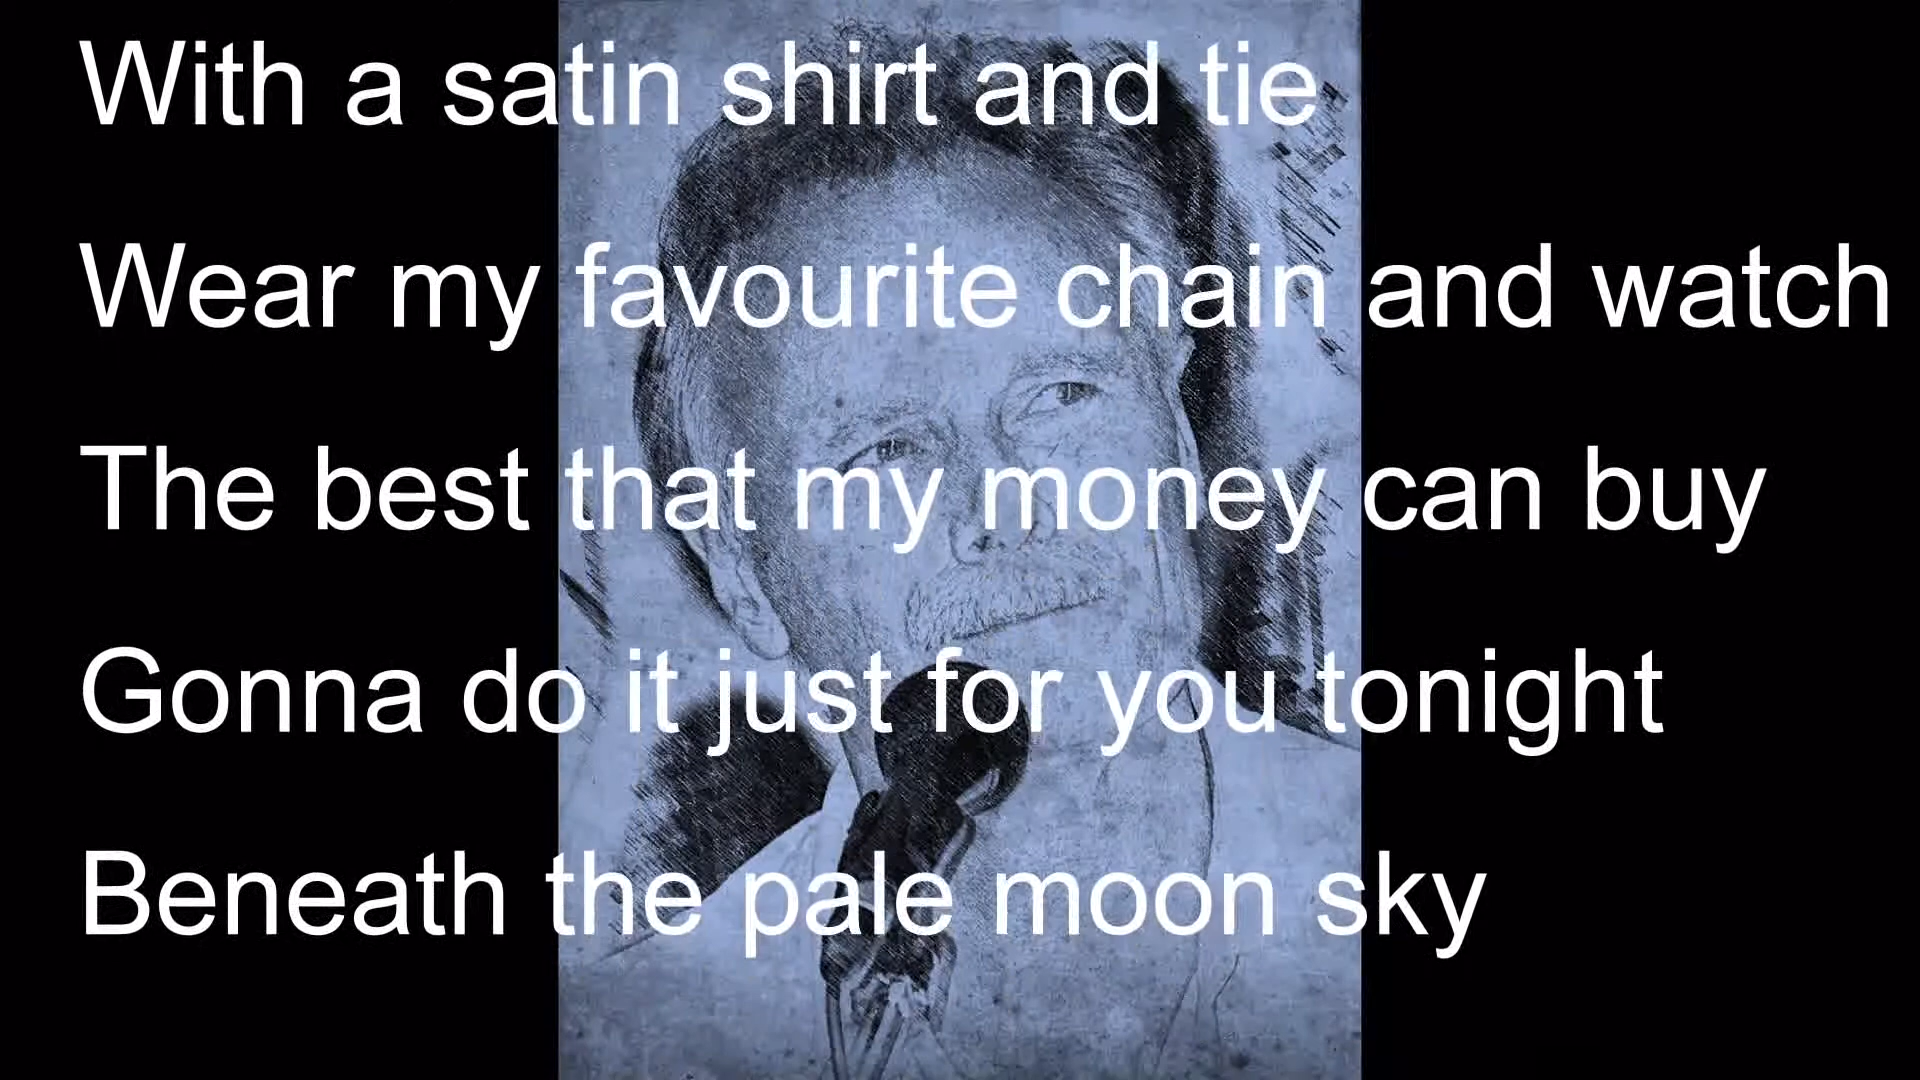 With a satin shirt and tie
Wear my favourite chain and watch
The best that my money can buy
Gonna do it just for you tonight
Beneath the pale moon sky